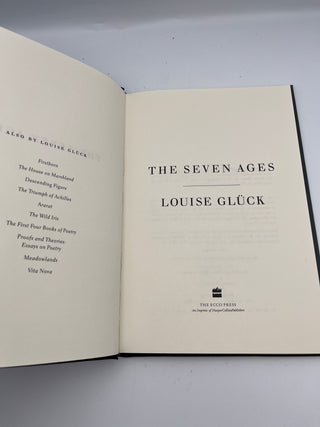 ALSO BY LOUISE GLÜCK
Firstborn
The House on Marshland
Descending Figure
The Triumph of Achilles
Ararat
The Wild Iris
The First Four Books of Poetry
Proofs and Theories:
Essays on Poetry
Meadowlands
Vita Nova
THE SEVEN AGES
LOUISE GLÜCK
THE ECCO PRESS
An Imprint of HarperCollinsPublishers